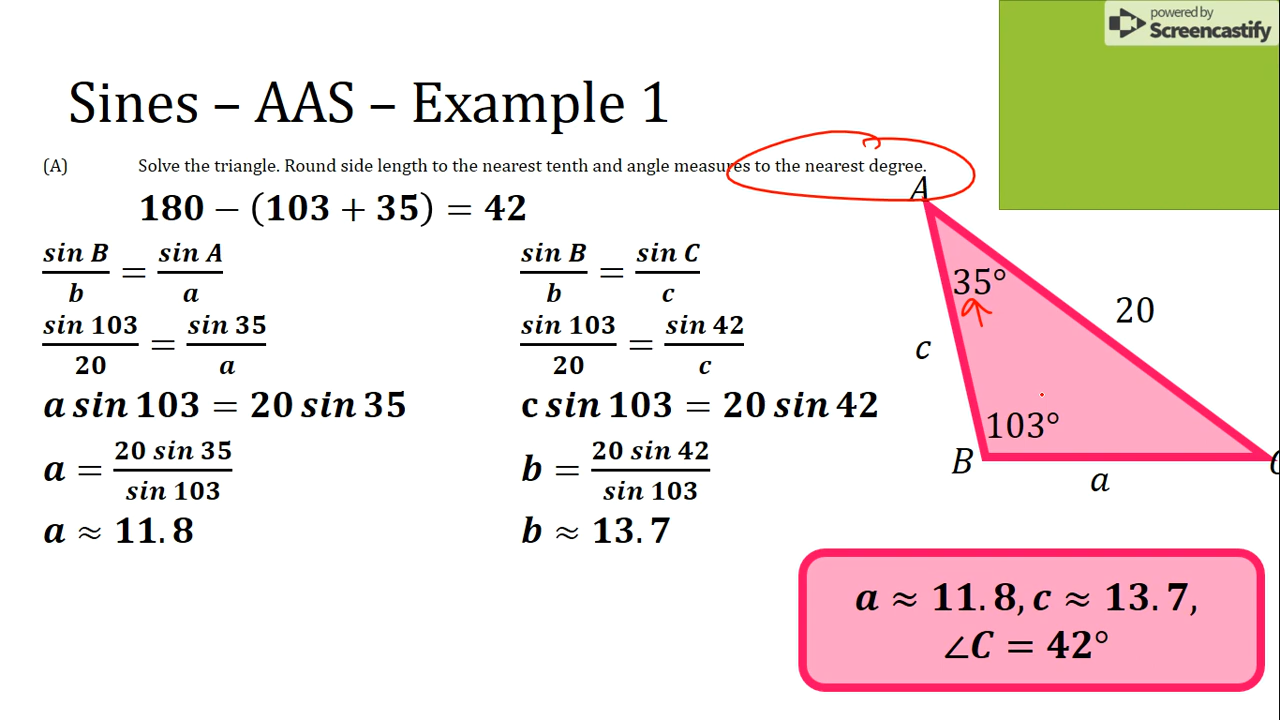 powered by
Screencastify
Sines – AAS – Example 1
(A) Solve the triangle. Round side length to the nearest tenth and angle measures to the nearest degree.
180 − (103 + 35) = 42
sin B / b = sin A / a
sin 103 / 20 = sin 35 / a
a sin 103 = 20 sin 35
a = 20 sin 35 / sin 103
a ≈ 11.8
sin B / b = sin C / c
sin 103 / 20 = sin 42 / c
c sin 103 = 20 sin 42
b = 20 sin 42 / sin 103
b ≈ 13.7
A
35°
20
c
103°
B
C
a
a ≈ 11.8, c ≈ 13.7,
∠C = 42°